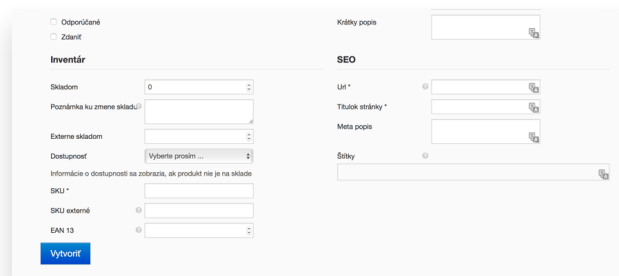 Odporúčané
Zdaniť
Inventár
Skladom
0
Poznámka ku zmene skladu
Externe skladom
Dostupnosť
Vyberte prosím ...
Informácie o dostupnosti sa zobrazia, ak produkt nie je na sklade
SKU *
SKU externé
EAN 13
Vytvoriť
Krátky popis
SEO
Url *
Titulok stránky *
Meta popis
Štítky